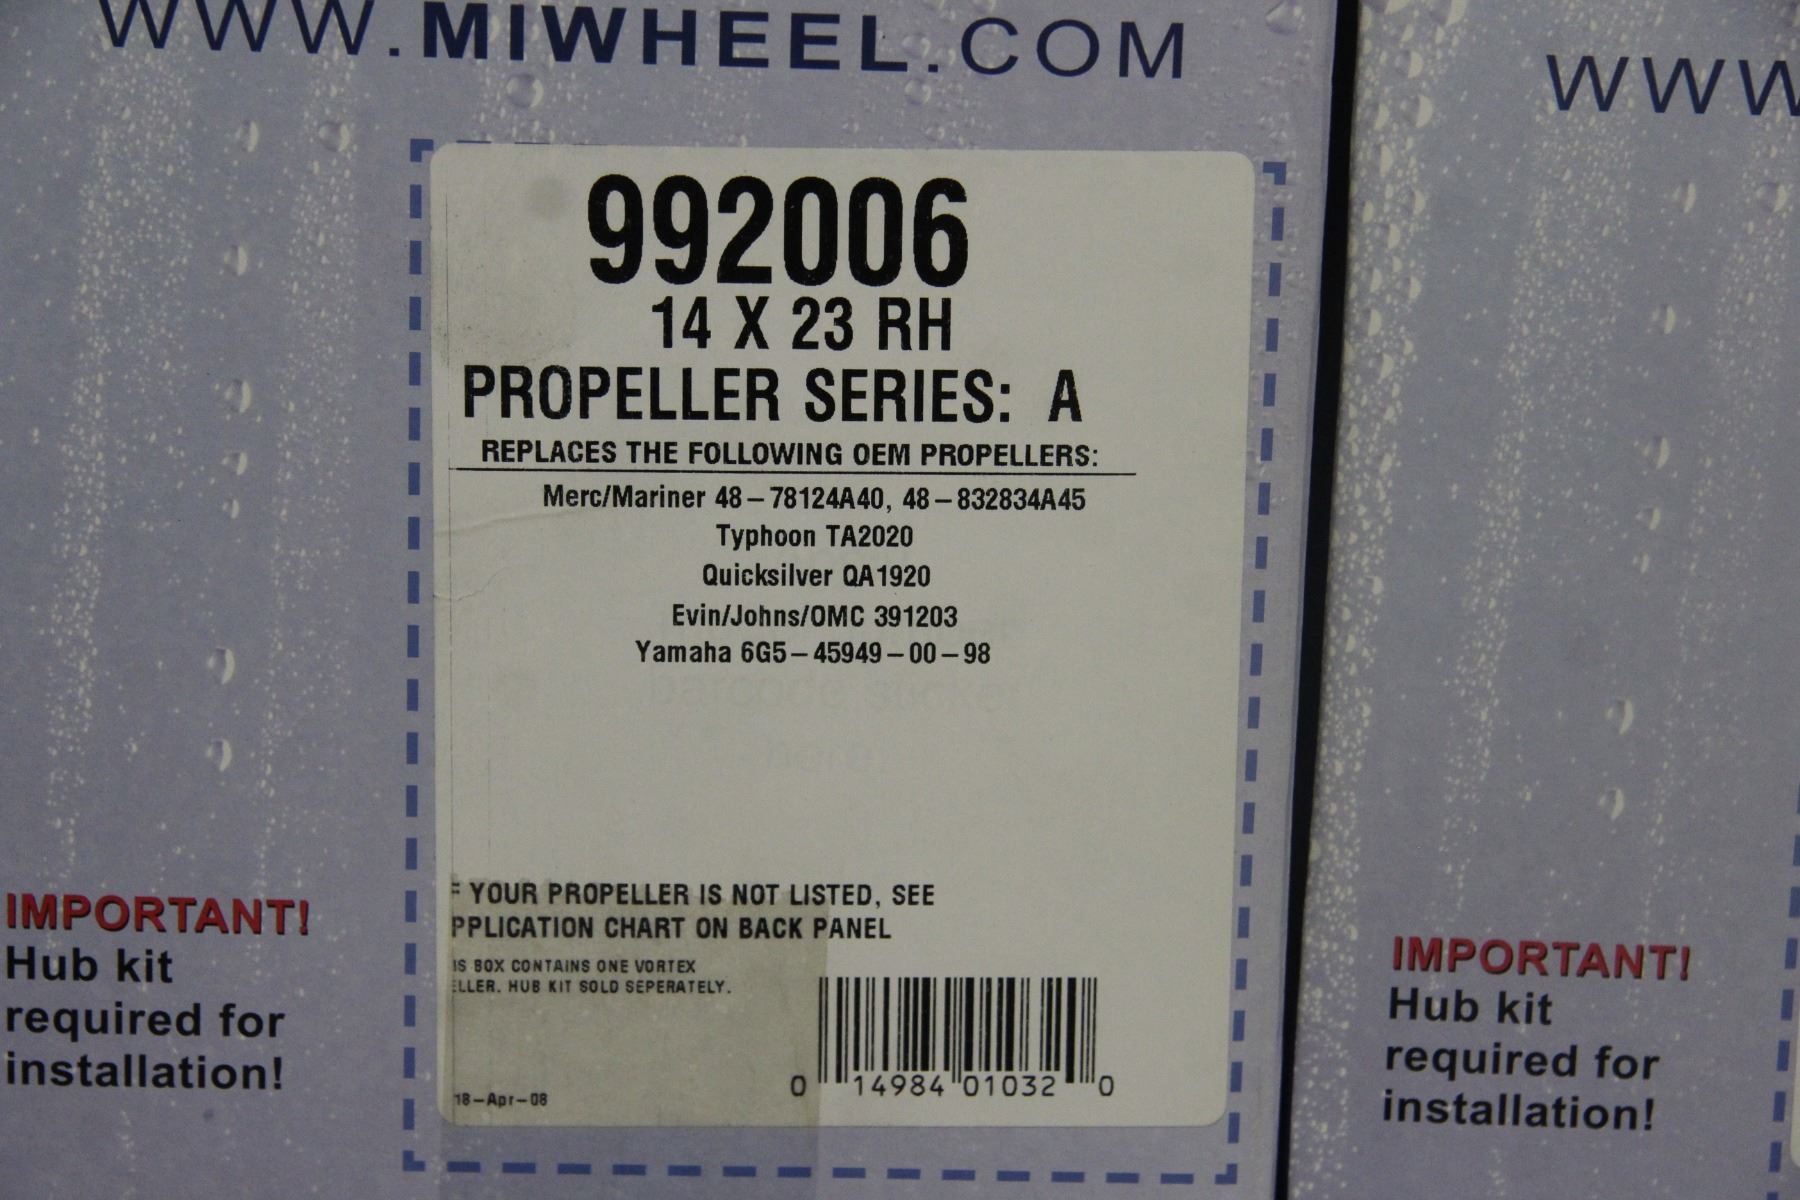 WWW.MIWHEEL.COM
992006
14 X 23 RH
PROPELLER SERIES: A
REPLACES THE FOLLOWING OEM PROPELLERS:
Merc/Mariner 48-78124A40, 48-832834A45
Typhoon TA2020
Quicksilver QA1920
Evin/Johns/OMC 391203
Yamaha 6G5-45949-00-98
barcode sticker
here
YOUR PROPELLER IS NOT LISTED, SEE
PPLICATION CHART ON BACK PANEL
IS BOX CONTAINS ONE VORTEX
ELLER. HUB KIT SOLD SEPERATELY.
18-Apr-08
0 14984 01032 0
IMPORTANT!
Hub kit
required for
installation!
WWW
IMPORTANT!
Hub kit
required for
installation!